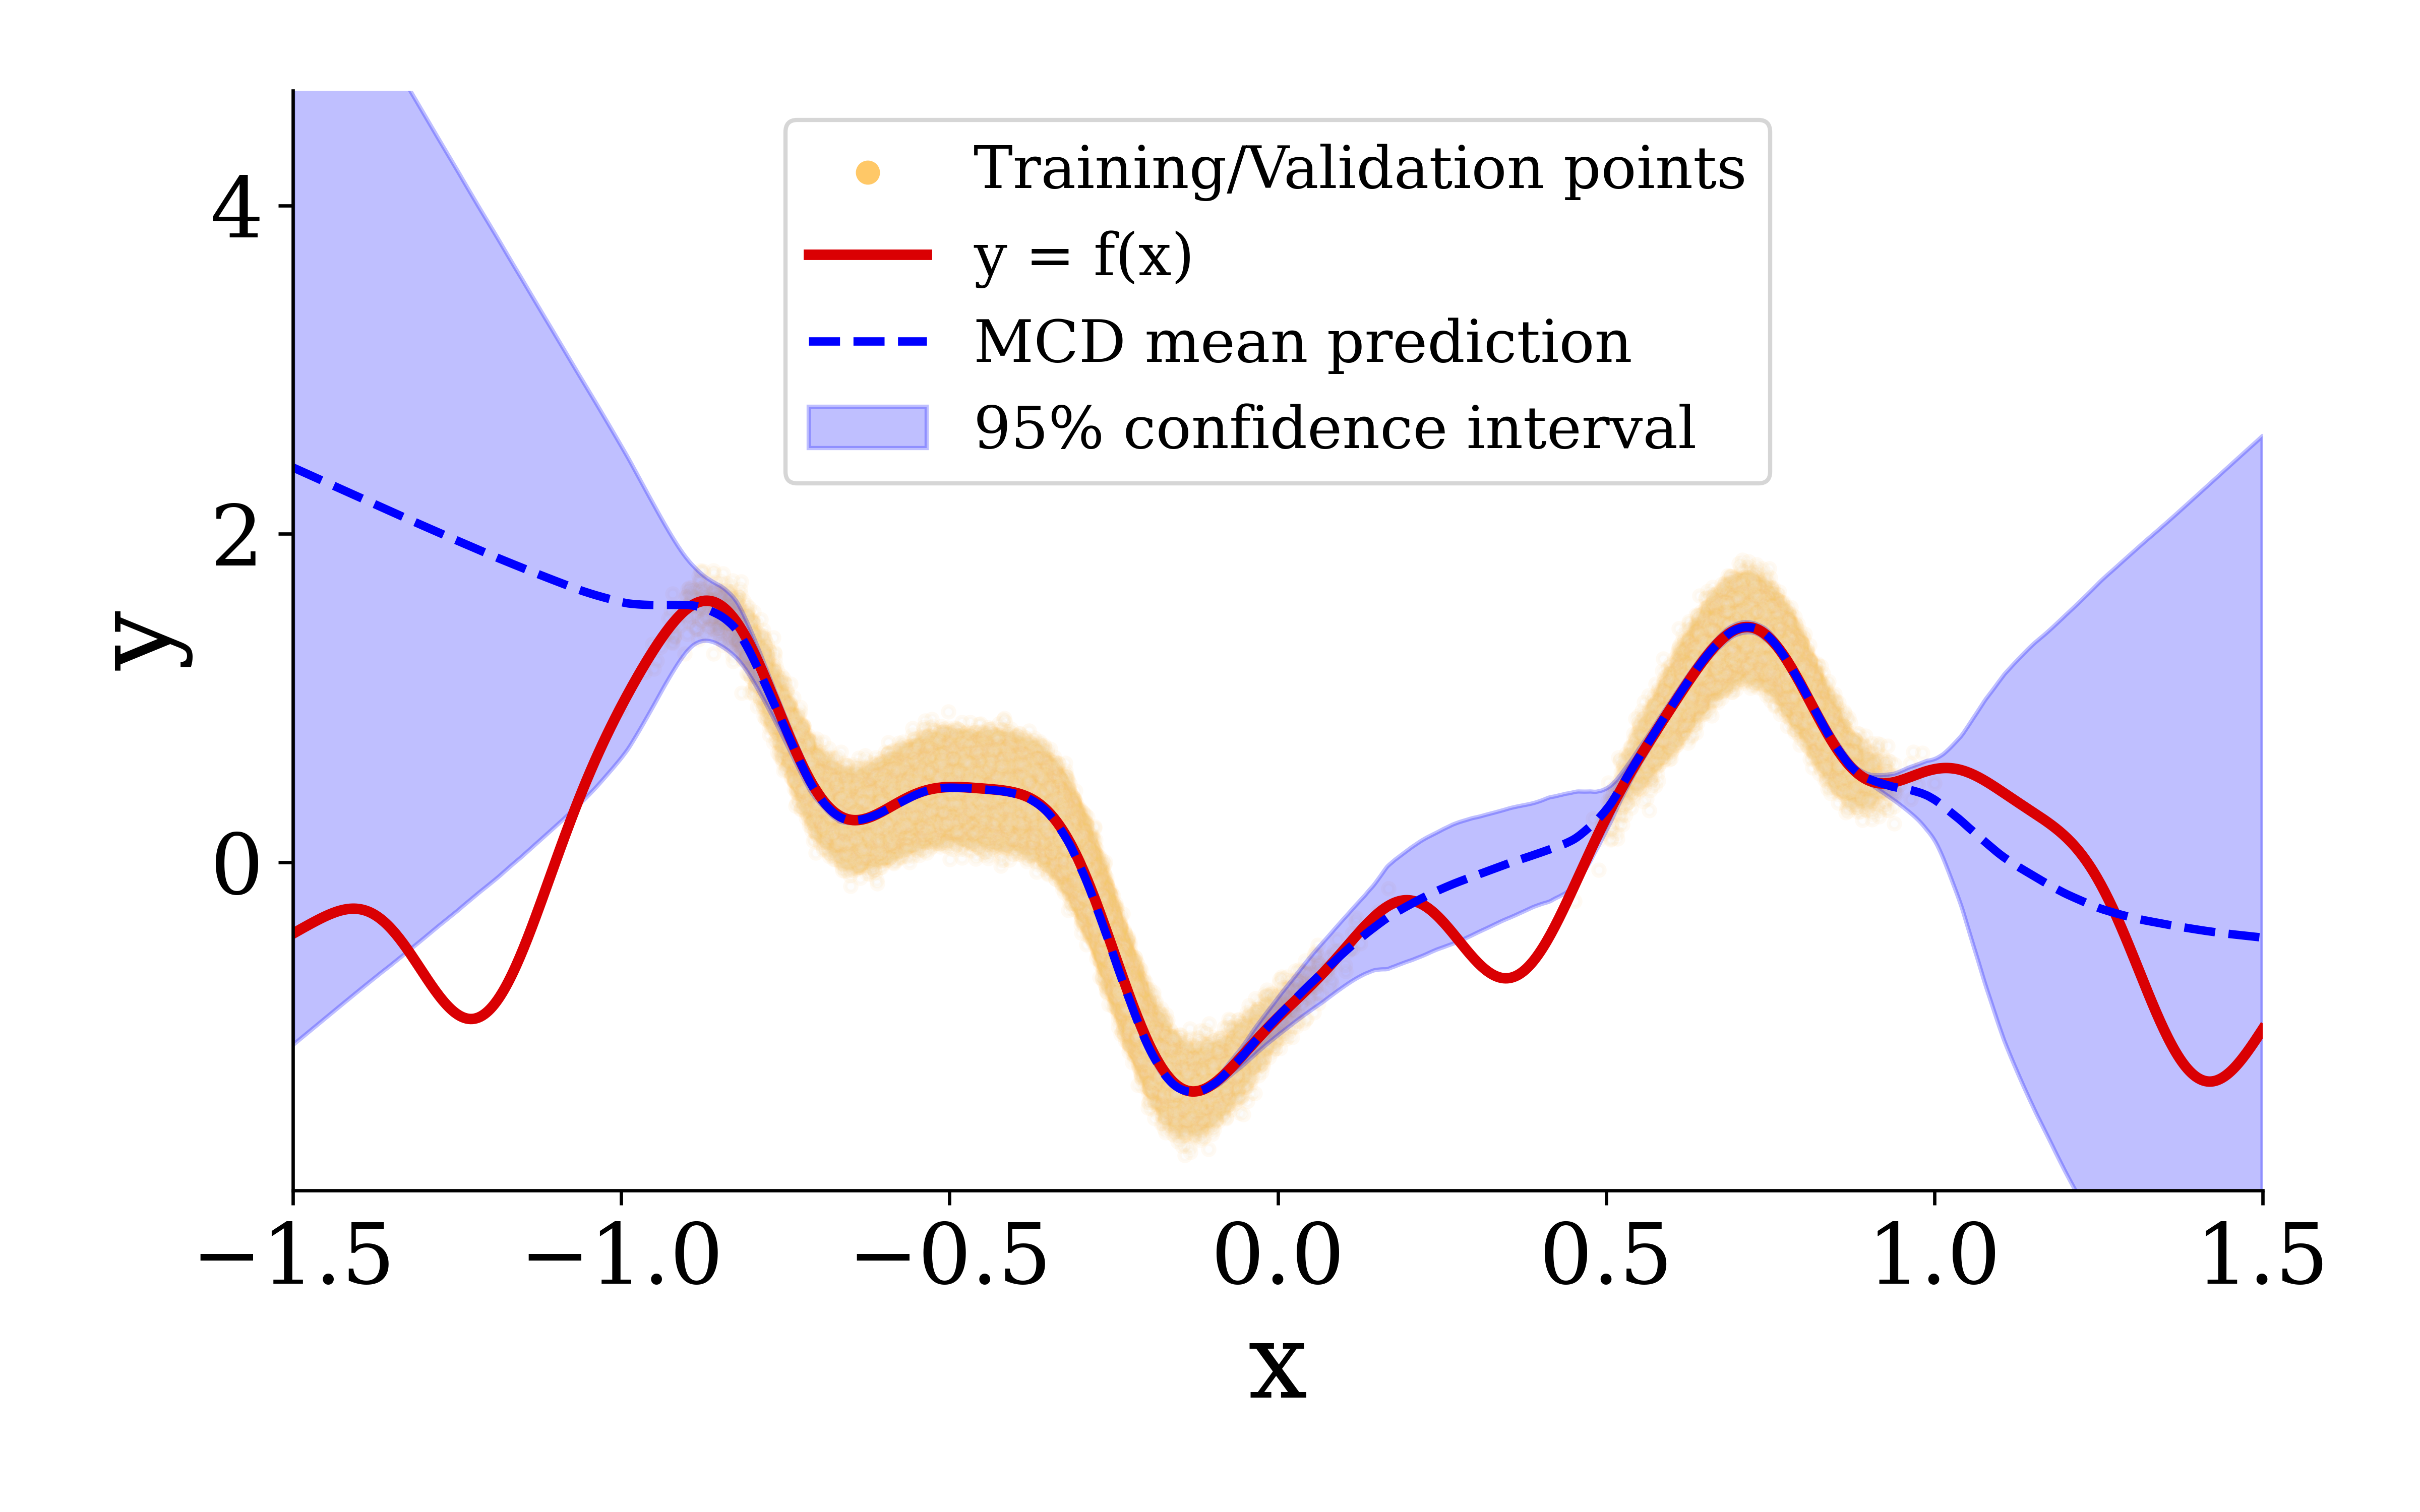 Training/Validation points
y = f(x)
MCD mean prediction
95% confidence interval
4
2
0
y
−1.5 −1.0 −0.5 0.0 0.5 1.0 1.5
x